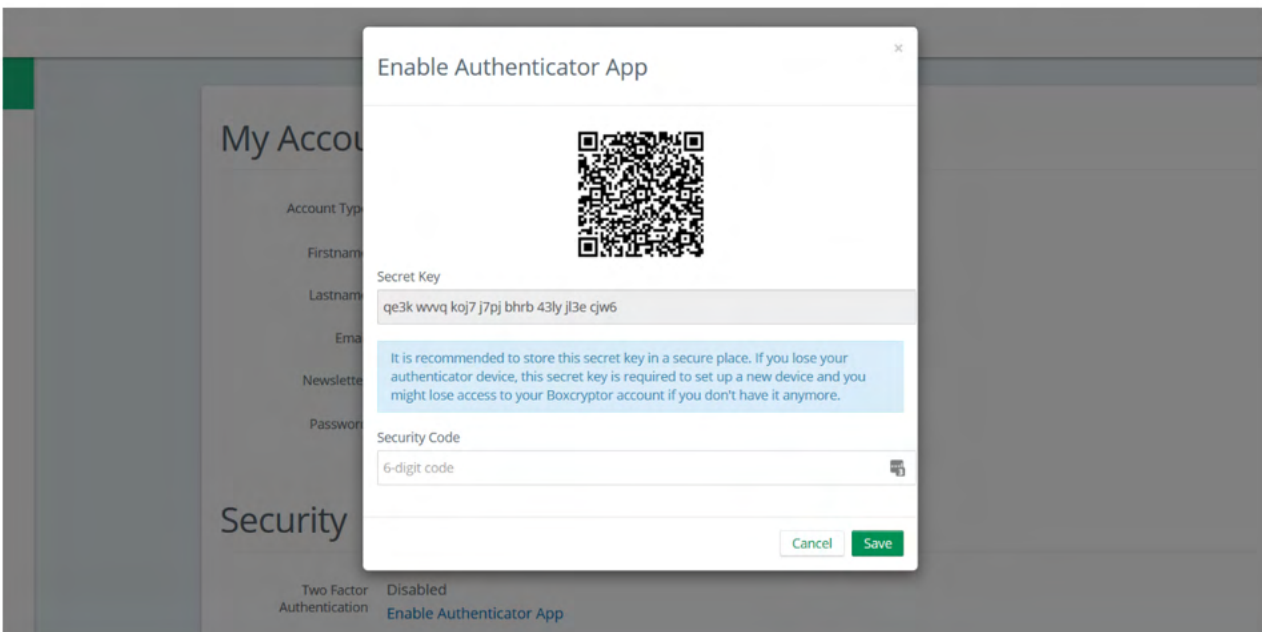 Enable Authenticator App
×
My Accou
Account Typ
Firstnam
Lastnam
Ema
Newslette
Passwor
Secret Key
qe3k wvvq koj7 j7pj bhrb 43ly jl3e cjw6
It is recommended to store this secret key in a secure place. If you lose your
authenticator device, this secret key is required to set up a new device and you
might lose access to your Boxcryptor account if you don't have it anymore.
Security Code
6-digit code
Cancel Save
Security
Two Factor
Authentication
Disabled
Enable Authenticator App